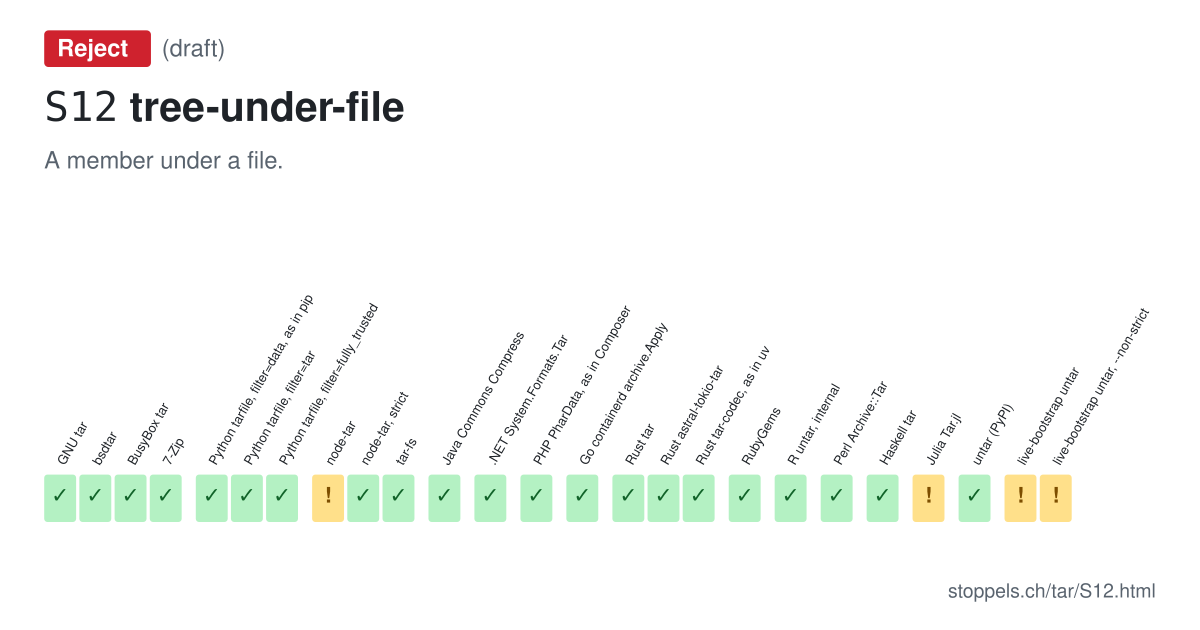 Reject (draft)
S12 tree-under-file
A member under a file.
GNU tar
bsdtar
BusyBox tar
7-Zip
Python tarfile, filter=data, as in pip
Python tarfile, filter=tar
Python tarfile, filter=fully_trusted
node-tar
node-tar, strict
tar-fs
Java Commons Compress
.NET System.Formats.Tar
PHP PharData, as in Composer
Go containerd archive.Apply
Rust tar
Rust astral-tokio-tar
Rust tar-codec, as in uv
RubyGems
R untar, internal
Perl Archive::Tar
Haskell tar
Julia Tar.jl
untar (PyPI)
live-bootstrap untar
live-bootstrap untar, --non-strict
✓ ✓ ✓ ✓ ✓ ✓ ✓ ! ✓ ✓ ✓ ✓ ✓ ✓ ✓ ✓ ✓ ✓ ✓ ✓ ✓ ! ✓ ! !
stoppels.ch/tar/S12.html